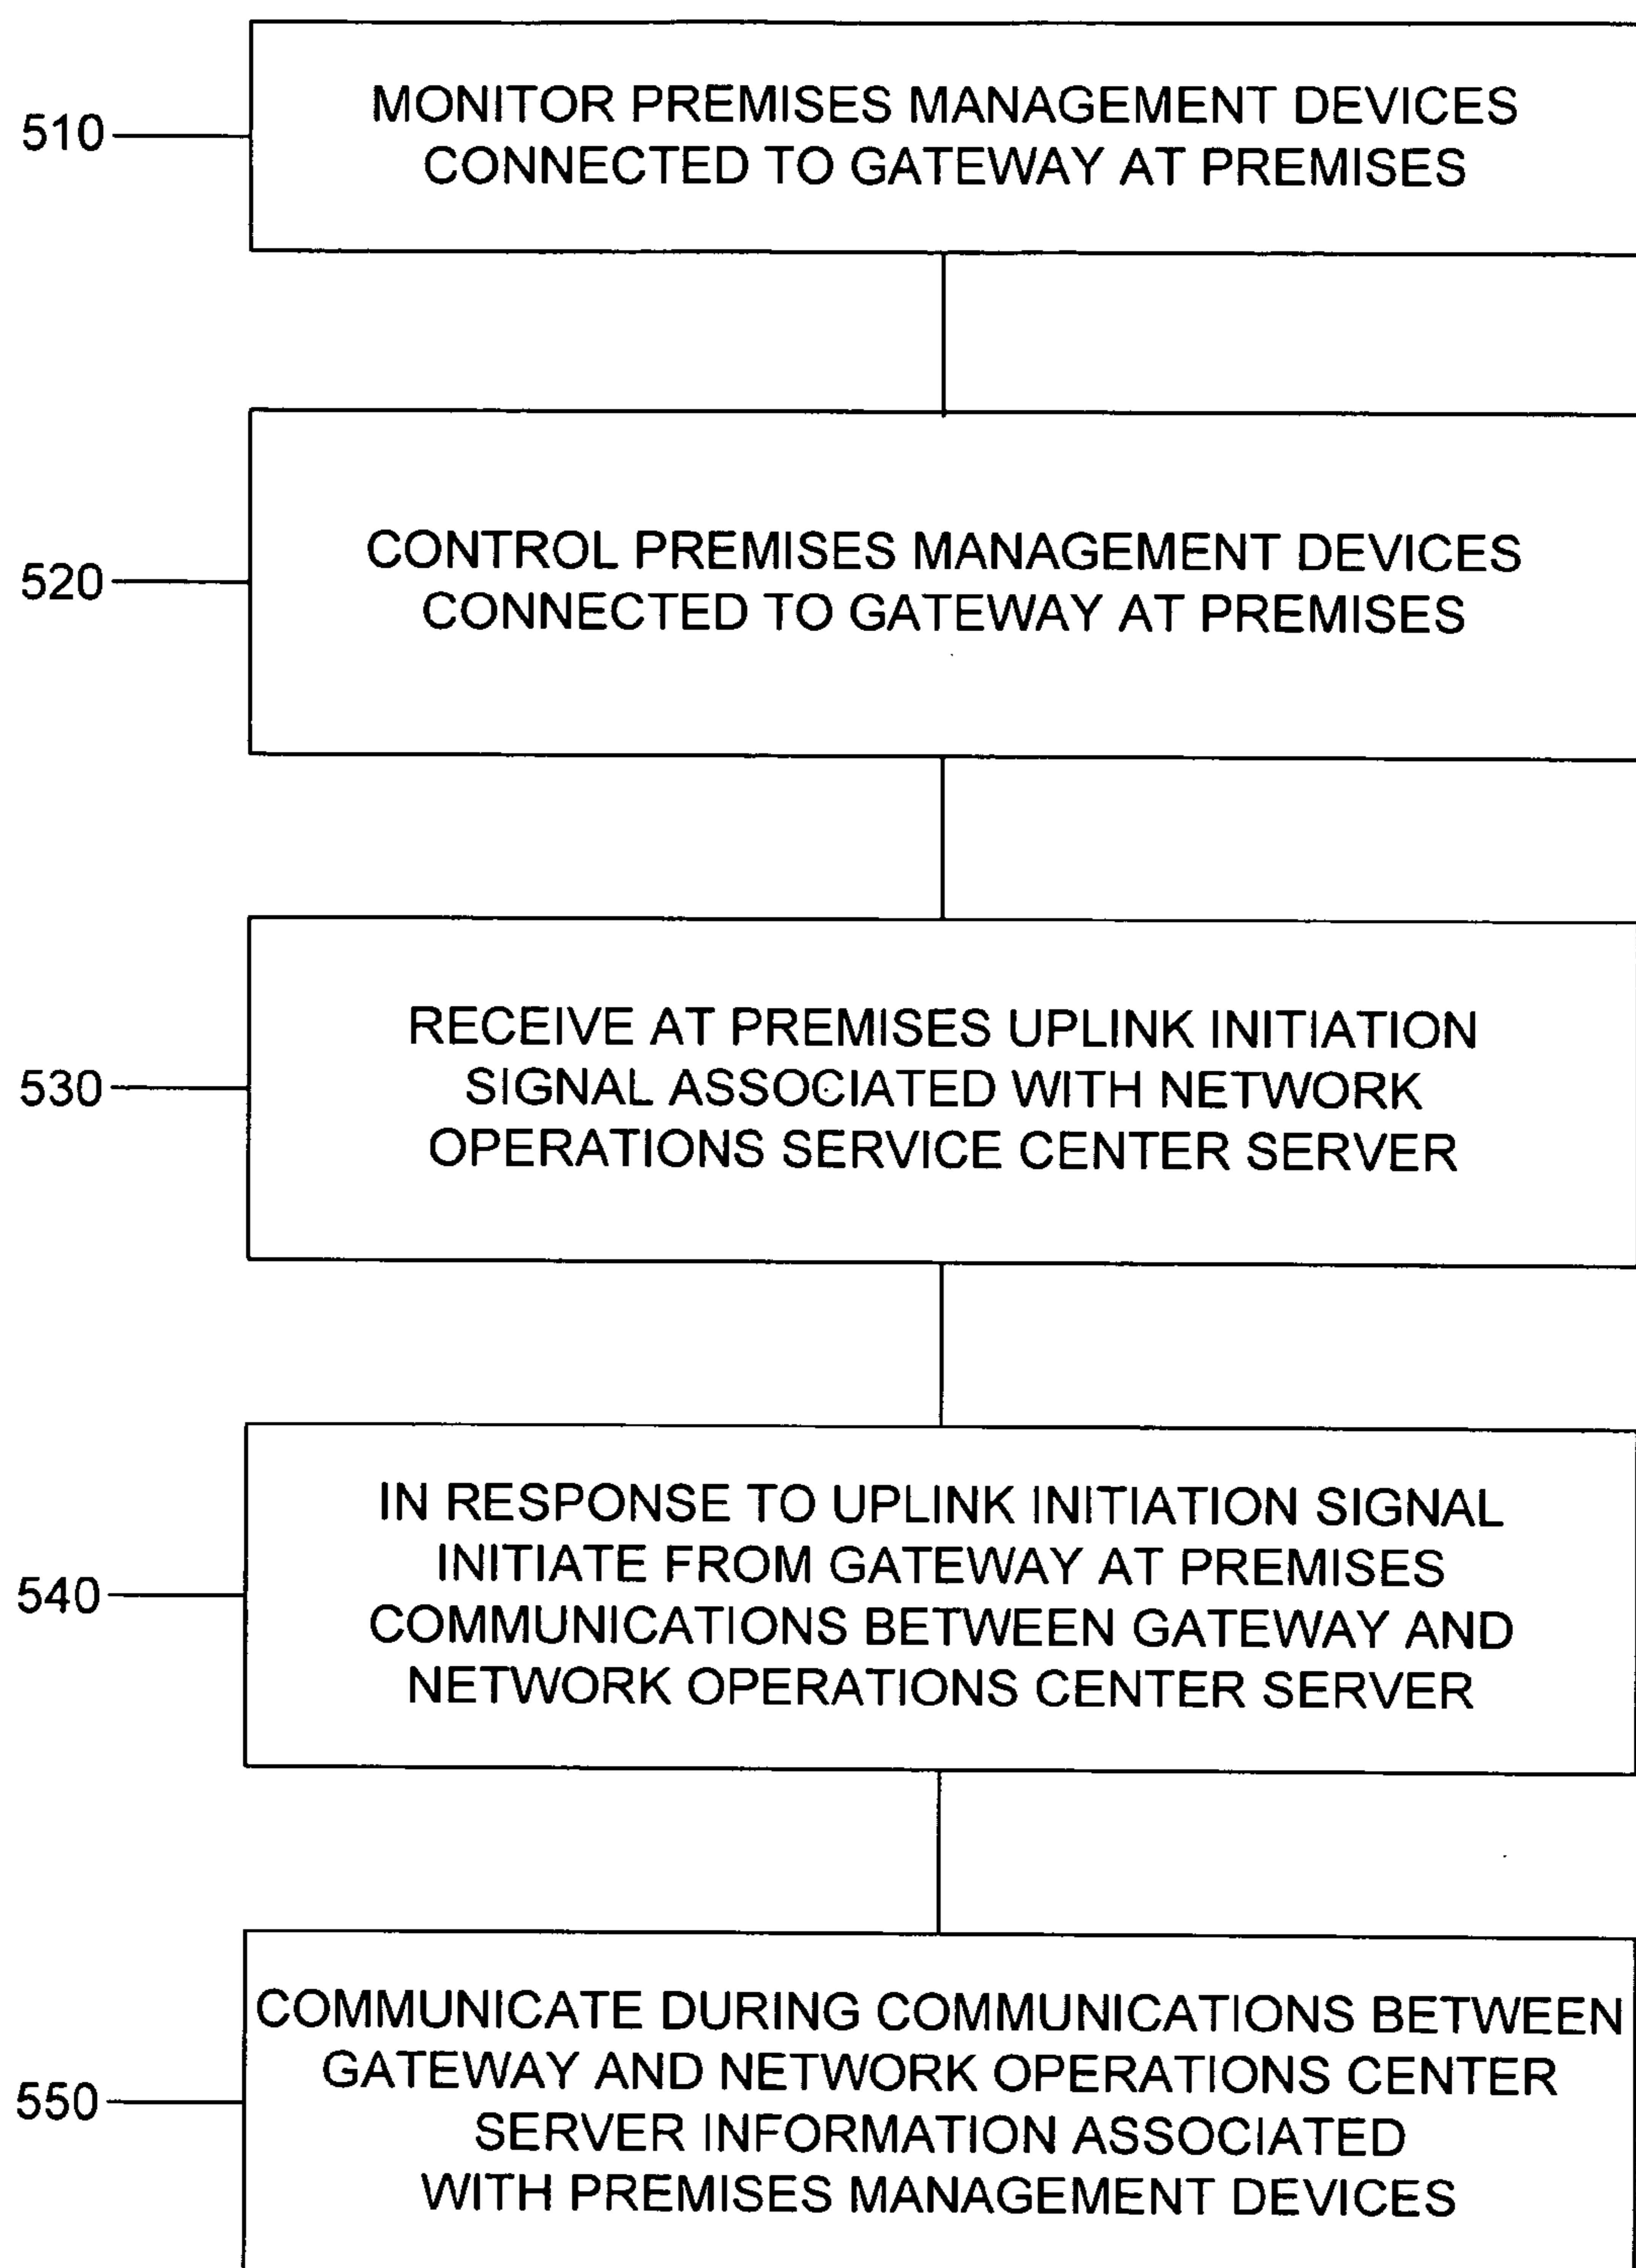 510
MONITOR PREMISES MANAGEMENT DEVICES
CONNECTED TO GATEWAY AT PREMISES
520
CONTROL PREMISES MANAGEMENT DEVICES
CONNECTED TO GATEWAY AT PREMISES
530
RECEIVE AT PREMISES UPLINK INITIATION
SIGNAL ASSOCIATED WITH NETWORK
OPERATIONS SERVICE CENTER SERVER
540
IN RESPONSE TO UPLINK INITIATION SIGNAL
INITIATE FROM GATEWAY AT PREMISES
COMMUNICATIONS BETWEEN GATEWAY AND
NETWORK OPERATIONS CENTER SERVER
550
COMMUNICATE DURING COMMUNICATIONS BETWEEN
GATEWAY AND NETWORK OPERATIONS CENTER
SERVER INFORMATION ASSOCIATED
WITH PREMISES MANAGEMENT DEVICES